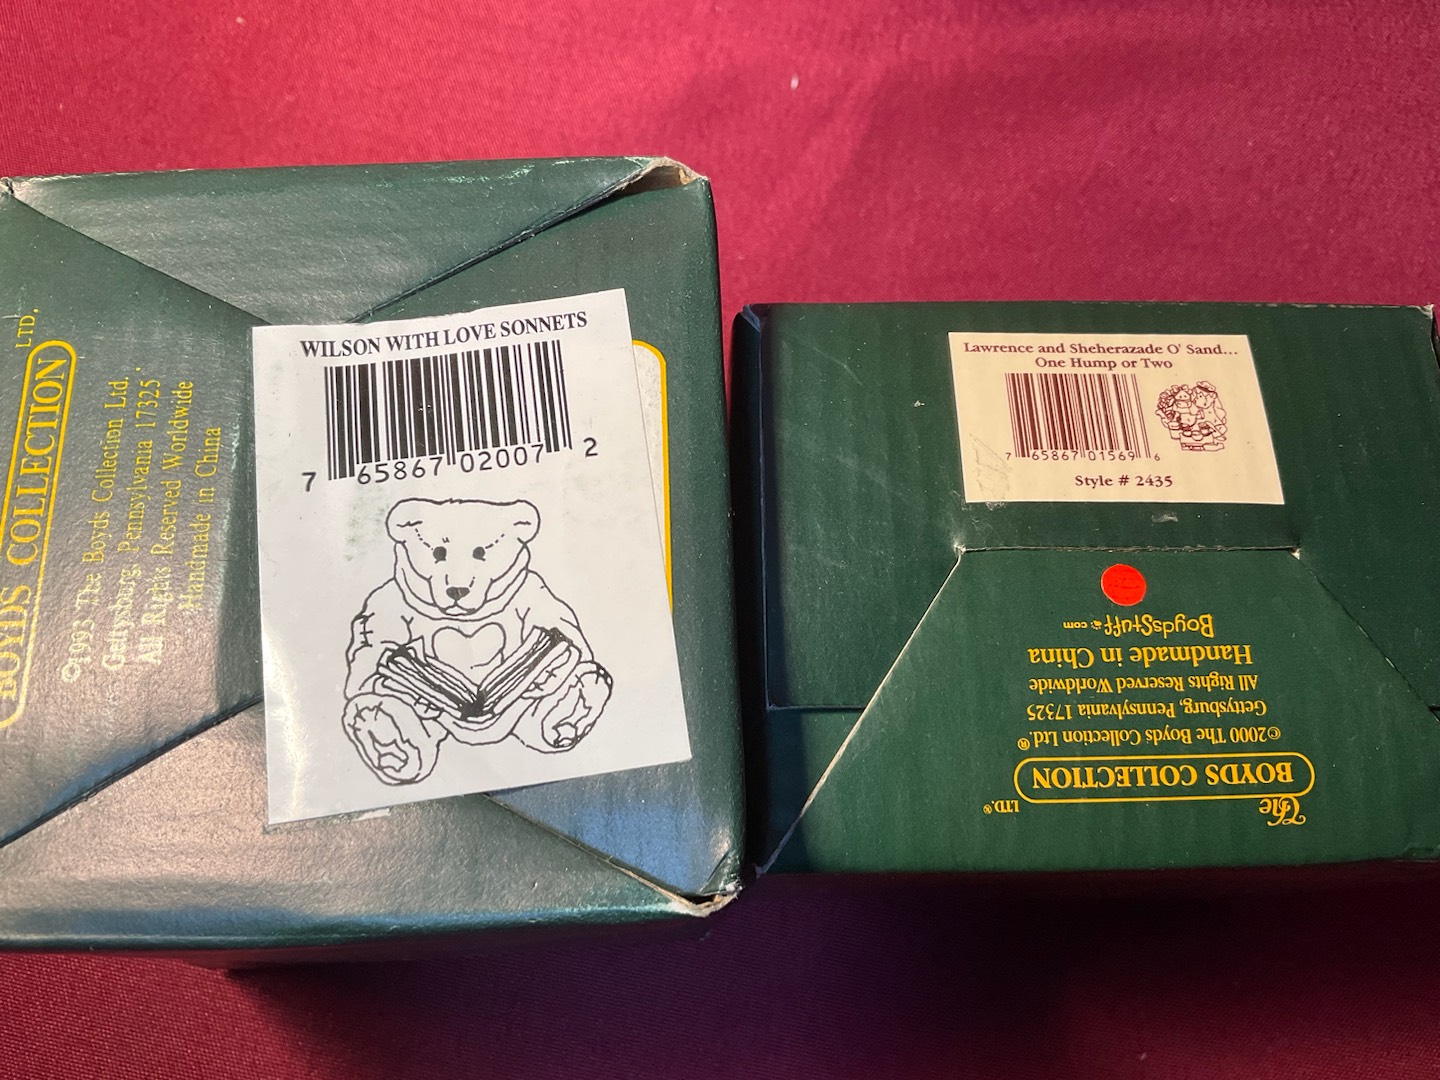 WILSON WITH LOVE SONNETS
7 65867 02007 2
BOYDS COLLECTION
LTD.
©1993 The Boyds Collection Ltd.
Gettysburg, Pennsylvania 17325
All Rights Reserved Worldwide
Handmade in China
Lawrence and Sheherazade O' Sand...
One Hump or Two
7 65867 01569 6
Style # 2435
The
BOYDS COLLECTION
LTD.®
©2000 The Boyds Collection Ltd.®
Gettysburg, Pennsylvania 17325
All Rights Reserved Worldwide
Handmade in China
BoydsStuff.com